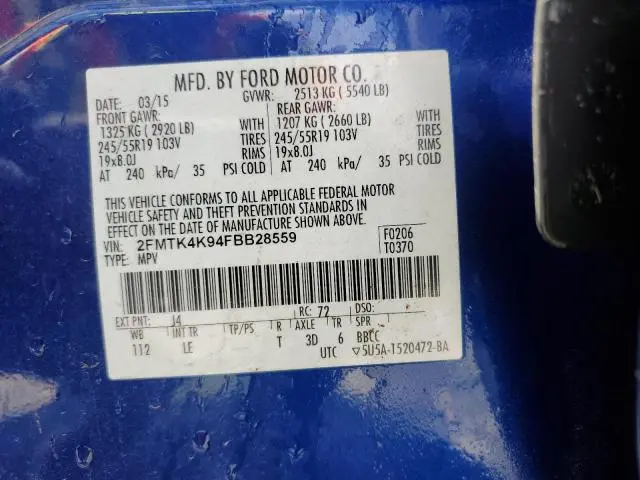 MFD. BY FORD MOTOR CO.
DATE: 03/15 GVWR: 2513 KG ( 5540 LB)
FRONT GAWR: REAR GAWR:
1325 KG ( 2920 LB) 1207 KG ( 2660 LB)
245/55R19 103V TIRES 245/55R19 103V TIRES
19x8.0J RIMS 19x8.0J RIMS
AT 240 kPa/ 35 PSI COLD AT 240 kPa/ 35 PSI COLD
THIS VEHICLE CONFORMS TO ALL APPLICABLE FEDERAL MOTOR
VEHICLE SAFETY AND THEFT PREVENTION STANDARDS IN
EFFECT ON THE DATE OF MANUFACTURE SHOWN ABOVE.
VIN: 2FMTK4K94FBB28559 F0206
TYPE: MPV T0370
EXT PNT: J4 RC: 72 DSO:
WB INT TR TP/PS R AXLE TR SPR
112 LE T 3D 6 BBCC
UTC ▽5U5A-1520472-BA